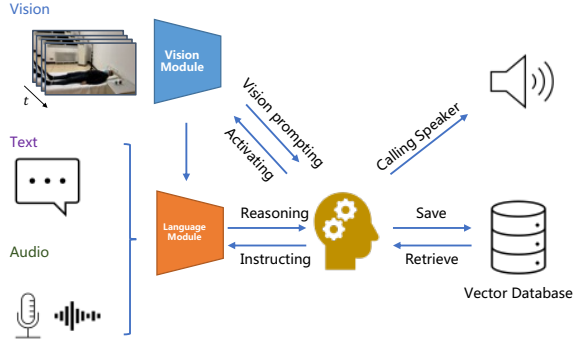 Vision
t
Vision
Module
Vision prompting
Activating
Calling Speaker
Text
Language
Module
Reasoning
Instructing
Save
Retrieve
Audio
Vector Database